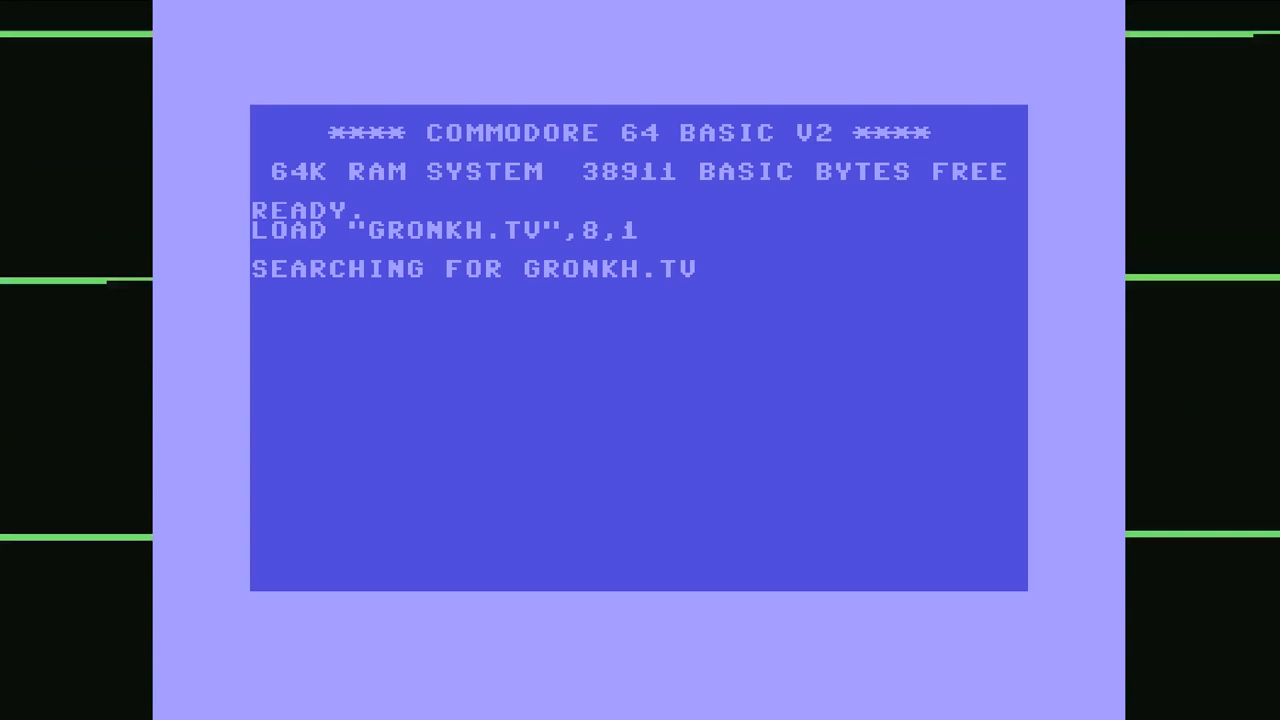 **** COMMODORE 64 BASIC V2 ****
64K RAM SYSTEM  38911 BASIC BYTES FREE
READY.
LOAD "GRONKH.TV",8,1
SEARCHING FOR GRONKH.TV